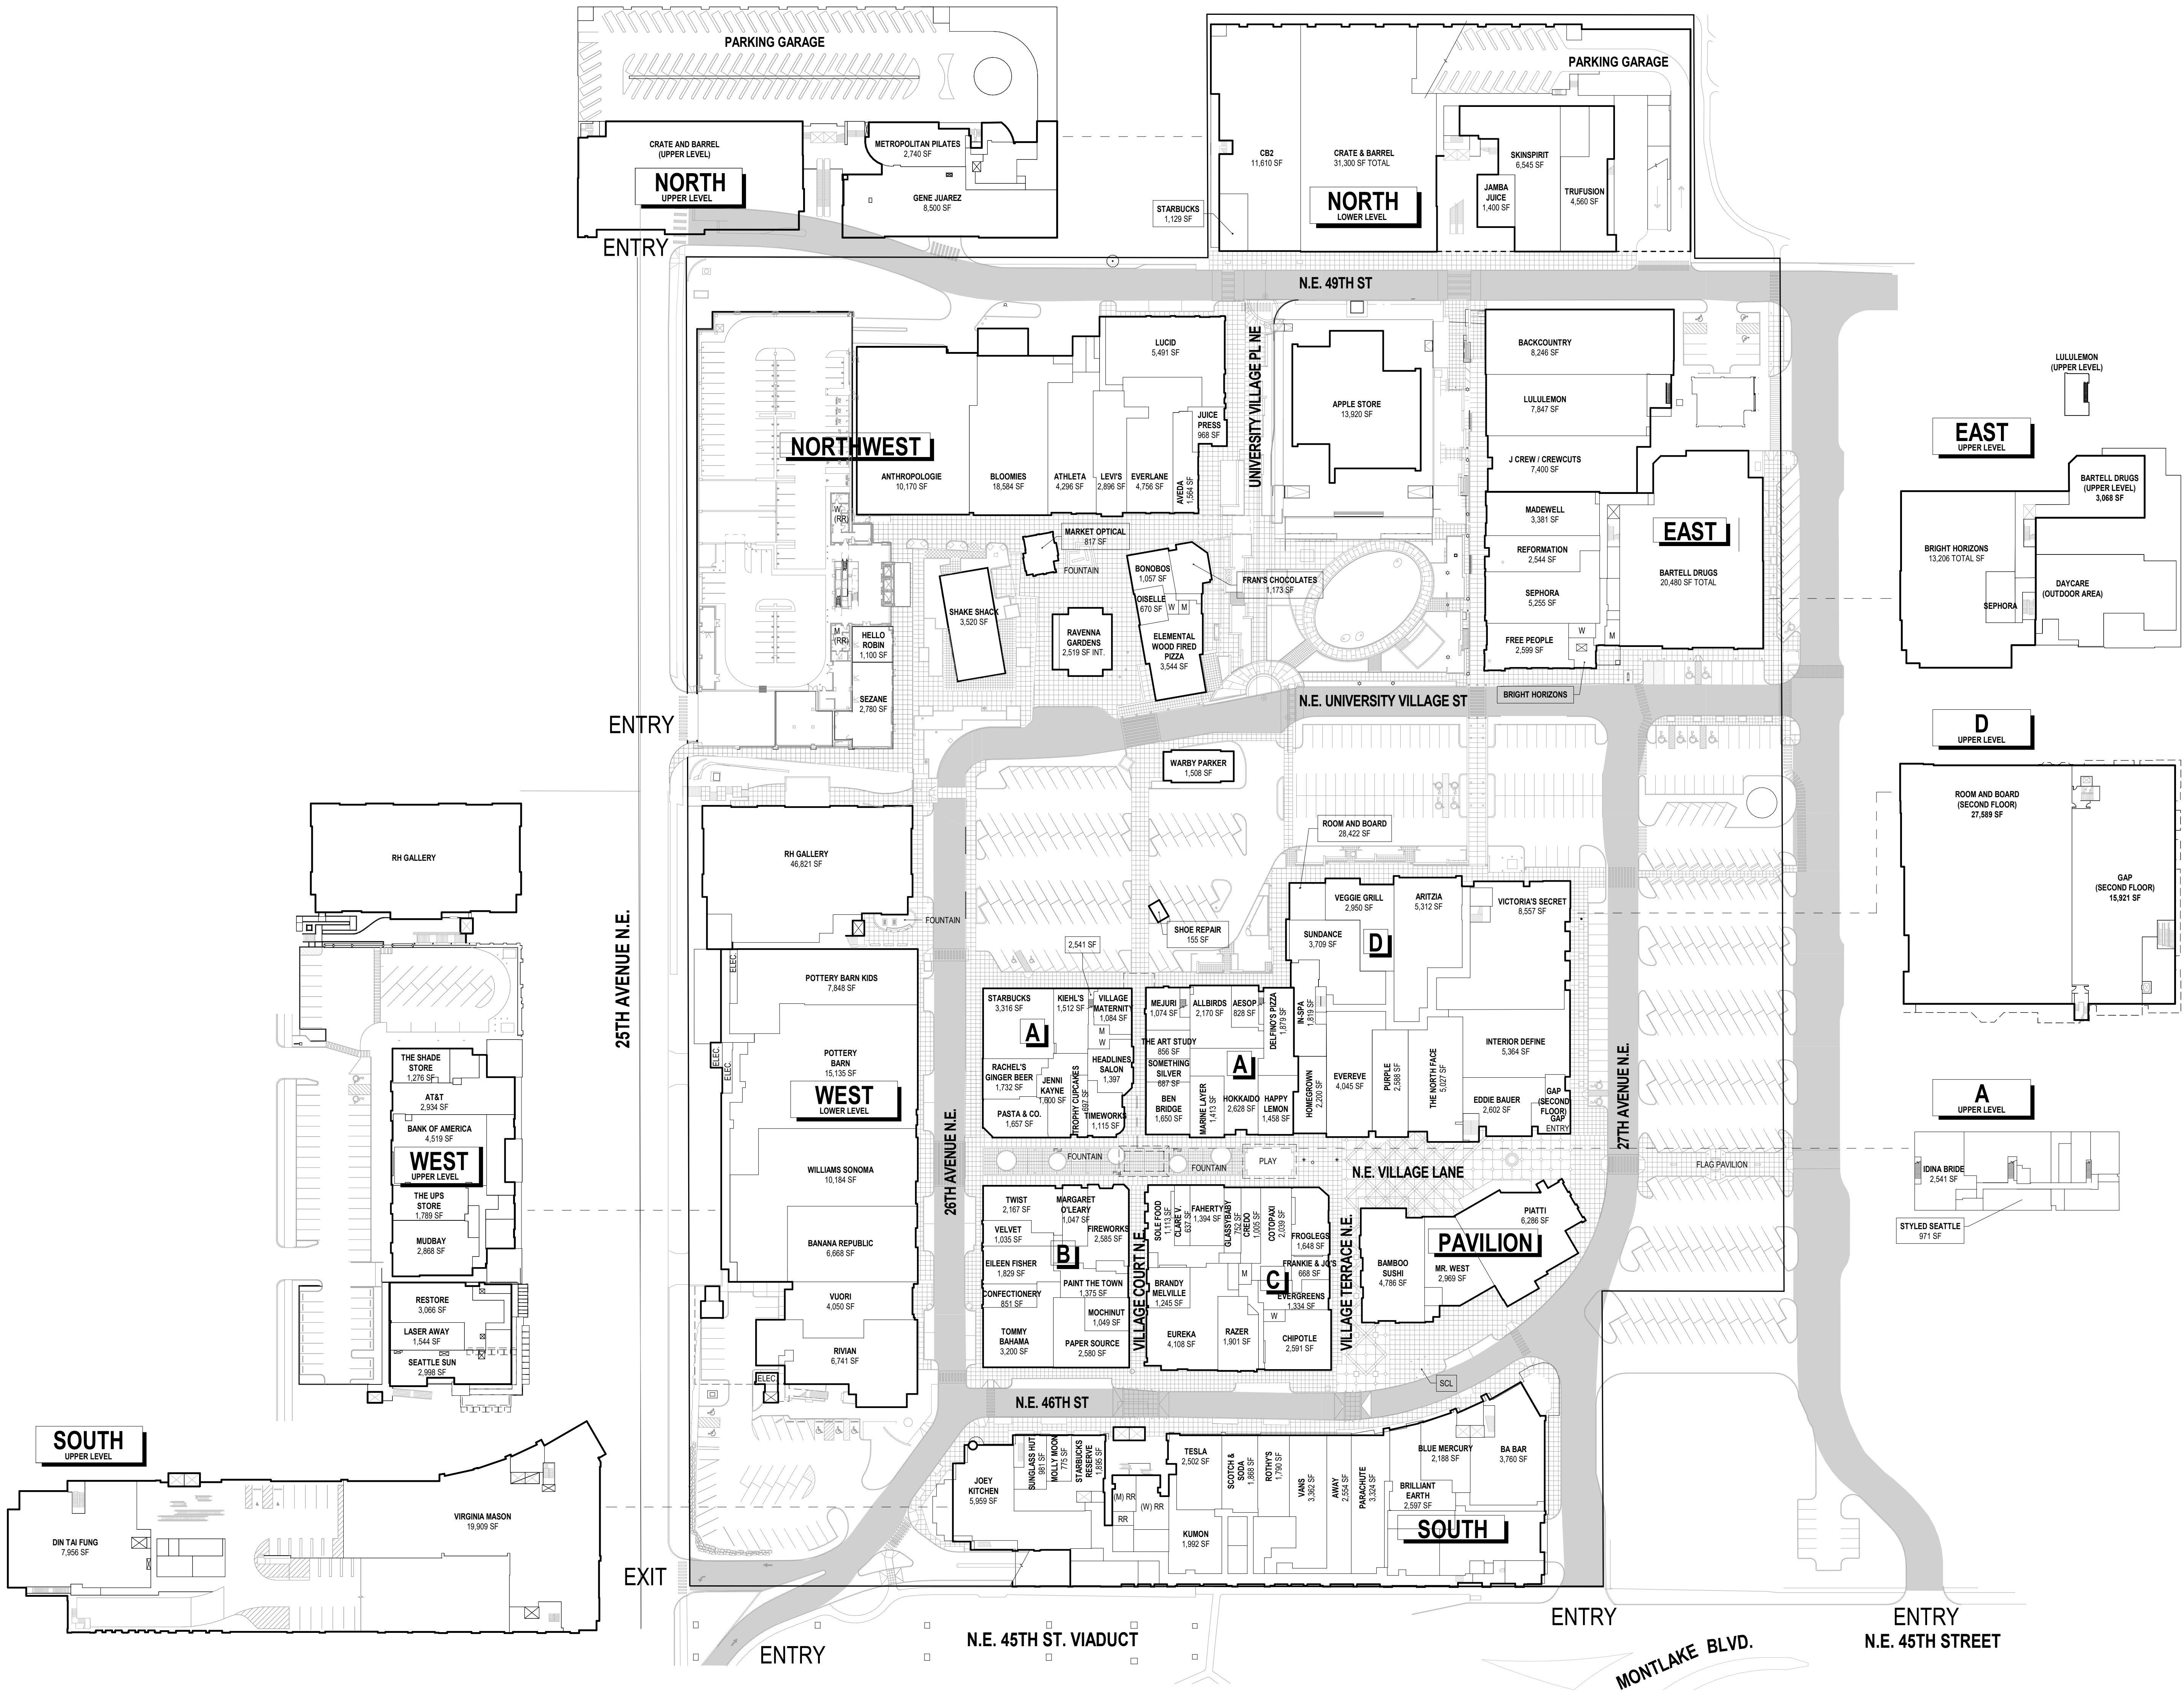 PARKING GARAGE
CRATE AND BARREL
(UPPER LEVEL)
NORTH
UPPER LEVEL
METROPOLITAN PILATES
2,740 SF
GENE JUAREZ
8,500 SF
ENTRY
PARKING GARAGE
CB2
11,610 SF
CRATE & BARREL
31,300 SF TOTAL
NORTH
LOWER LEVEL
STARBUCKS
1,129 SF
SKINSPIRIT
6,545 SF
JAMBA
JUICE
1,400 SF
TRUFUSION
4,560 SF
N.E. 49TH ST
NORTHWEST
ANTHROPOLOGIE
10,170 SF
BLOOMIES
18,584 SF
ATHLETA
4,296 SF
LEVI'S
2,896 SF
EVERLANE
4,756 SF
AVEDA
1,564 SF
LUCID
5,491 SF
JUICE
PRESS
968 SF
UNIVERSITY VILLAGE PL NE
APPLE STORE
13,920 SF
BACKCOUNTRY
8,246 SF
LULULEMON
7,847 SF
J CREW / CREWCUTS
7,400 SF
MADEWELL
3,381 SF
REFORMATION
2,544 SF
SEPHORA
5,255 SF
FREE PEOPLE
2,599 SF
W
M
EAST
BARTELL DRUGS
20,480 SF TOTAL
BRIGHT HORIZONS
LULULEMON
(UPPER LEVEL)
EAST
UPPER LEVEL
BARTELL DRUGS
(UPPER LEVEL)
3,068 SF
BRIGHT HORIZONS
13,206 TOTAL SF
DAYCARE
(OUTDOOR AREA)
SEPHORA
W
(RR)
M
(RR)
HELLO
ROBIN
1,100 SF
SEZANE
2,780 SF
SHAKE SHACK
3,520 SF
MARKET OPTICAL
817 SF
FOUNTAIN
RAVENNA
GARDENS
2,519 SF INT.
BONOBOS
1,057 SF
OISELLE
670 SF
W
M
FRAN'S CHOCOLATES
1,173 SF
ELEMENTAL
WOOD FIRED
PIZZA
3,544 SF
ENTRY
N.E. UNIVERSITY VILLAGE ST
WARBY PARKER
1,508 SF
D
UPPER LEVEL
ROOM AND BOARD
(SECOND FLOOR)
27,589 SF
GAP
(SECOND FLOOR)
15,921 SF
RH GALLERY
25TH AVENUE N.E.
RH GALLERY
46,821 SF
FOUNTAIN
SHOE REPAIR
155 SF
2,541 SF
ROOM AND BOARD
28,422 SF
VEGGIE GRILL
2,950 SF
ARITZIA
5,312 SF
VICTORIA'S SECRET
8,557 SF
SUNDANCE
3,709 SF
D
IN-SPA
1,819 SF
HOMEGROWN
2,200 SF
EVEREVE
4,045 SF
PURPLE
2,588 SF
THE NORTH FACE
5,027 SF
INTERIOR DEFINE
5,364 SF
EDDIE BAUER
2,602 SF
GAP
(SECOND
FLOOR)
GAP
ENTRY
27TH AVENUE N.E.
ELEC.
POTTERY BARN KIDS
7,848 SF
ELEC.
ELEC.
POTTERY
BARN
15,135 SF
WEST
LOWER LEVEL
WILLIAMS SONOMA
10,184 SF
BANANA REPUBLIC
6,668 SF
VUORI
4,050 SF
RIVIAN
6,741 SF
ELEC.
26TH AVENUE N.E.
STARBUCKS
3,316 SF
A
KIEHL'S
1,512 SF
VILLAGE
MATERNITY
1,084 SF
M
W
HEADLINES
SALON
1,397
RACHEL'S
GINGER BEER
1,732 SF
JENNI
KAYNE
1,600 SF
TROPHY CUPCAKES
697 SF
PASTA & CO.
1,657 SF
TIMEWORKS
1,115 SF
MEJURI
1,074 SF
ALLBIRDS
2,170 SF
AESOP
828 SF
DELFINO'S PIZZA
1,879 SF
THE ART STUDY
856 SF
SOMETHING
SILVER
687 SF
A
BEN
BRIDGE
1,650 SF
MARINE LAYER
1,413 SF
HOKKAIDO
2,628 SF
HAPPY
LEMON
1,458 SF
FOUNTAIN
FOUNTAIN
PLAY
N.E. VILLAGE LANE
FLAG PAVILION
A
UPPER LEVEL
IDINA BRIDE
2,541 SF
STYLED SEATTLE
971 SF
THE SHADE
STORE
1,276 SF
AT&T
2,934 SF
BANK OF AMERICA
4,519 SF
WEST
UPPER LEVEL
THE UPS
STORE
1,789 SF
MUDBAY
2,868 SF
RESTORE
3,066 SF
LASER AWAY
1,544 SF
SEATTLE SUN
2,998 SF
TWIST
2,167 SF
MARGARET
O'LEARY
1,047 SF
VELVET
1,035 SF
FIREWORKS
2,585 SF
B
EILEEN FISHER
1,829 SF
PAINT THE TOWN
1,375 SF
CONFECTIONERY
851 SF
MOCHINUT
1,049 SF
TOMMY
BAHAMA
3,200 SF
PAPER SOURCE
2,580 SF
VILLAGE COURT N.E.
SOLE FOOD
1,113 SF
CLARE V.
637 SF
FAHERTY
1,394 SF
GLASSYBABY
752 SF
CREDO
1,005 SF
COTOPAXI
2,039 SF
FROGLEGS
1,648 SF
FRANKIE & JO'S
668 SF
M
C
BRANDY
MELVILLE
1,245 SF
EVERGREENS
1,334 SF
W
EUREKA
4,108 SF
RAZER
1,901 SF
CHIPOTLE
2,591 SF
VILLAGE TERRACE N.E.
PIATTI
6,286 SF
PAVILION
BAMBOO
SUSHI
4,786 SF
MR. WEST
2,969 SF
SCL
N.E. 46TH ST
SOUTH
UPPER LEVEL
DIN TAI FUNG
7,956 SF
VIRGINIA MASON
19,909 SF
JOEY
KITCHEN
5,959 SF
SUNGLASS HUT
981 SF
MOLLY MOON
775 SF
STARBUCKS
RESERVE
1,895 SF
(M) RR
(W) RR
RR
TESLA
2,502 SF
KUMON
1,992 SF
SCOTCH &
SODA
1,868 SF
ROTHY'S
1,790 SF
VANS
3,362 SF
AWAY
2,554 SF
PARACHUTE
3,324 SF
BLUE MERCURY
2,188 SF
BA BAR
3,760 SF
BRILLIANT
EARTH
2,597 SF
SOUTH
EXIT
ENTRY
N.E. 45TH ST. VIADUCT
ENTRY
ENTRY
N.E. 45TH STREET
MONTLAKE BLVD.